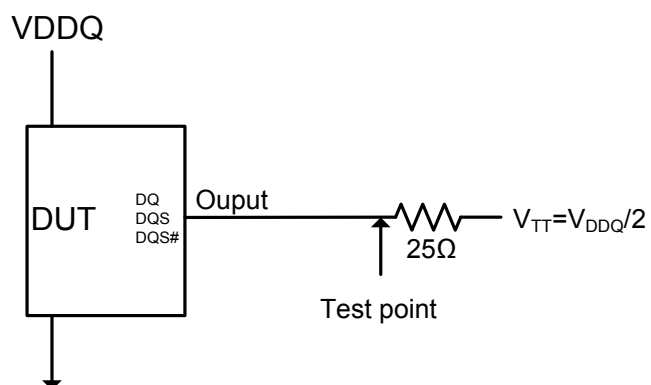 VDDQ
DUT
DQ
DQS
DQS#
Ouput
25Ω
VTT=VDDQ/2
Test point